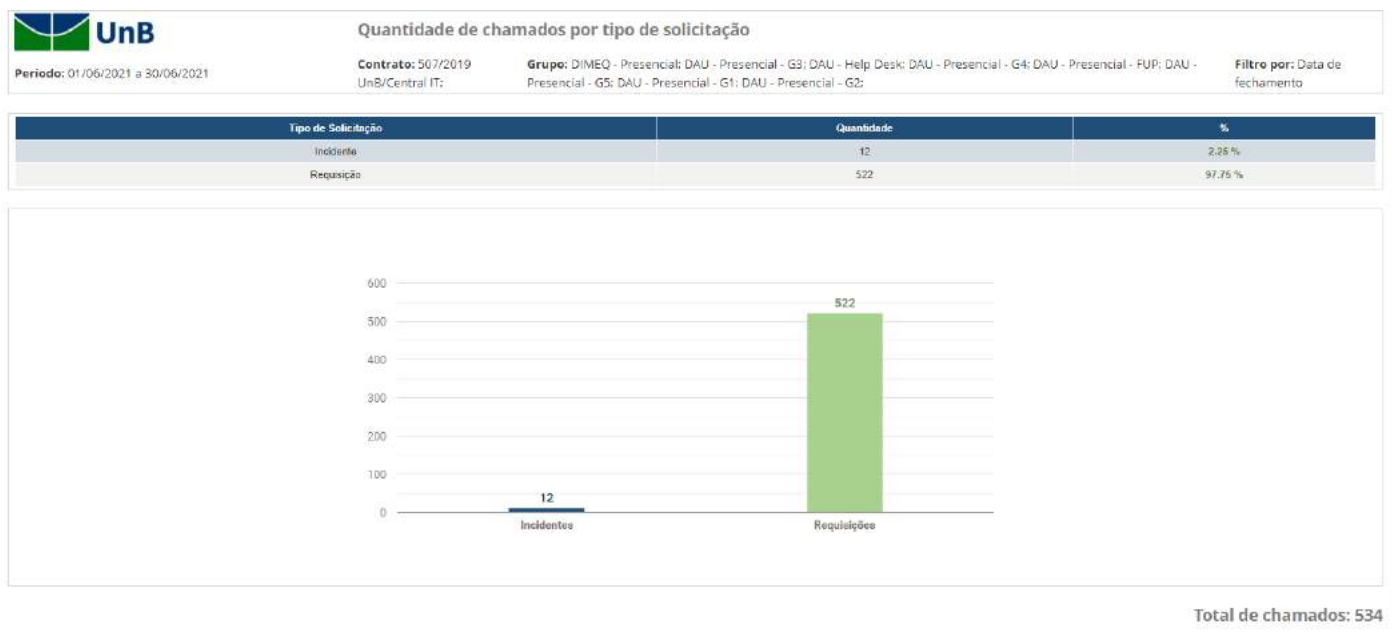 UnB
Quantidade de chamados por tipo de solicitação
Período: 01/06/2021 a 30/06/2021
Contrato: 507/2019
UnB/Central IT;
Grupo: DIMEQ - Presencial; DAU - Presencial - G3; DAU - Help Desk; DAU - Presencial - G4; DAU - Presencial - FUP; DAU -
Presencial - G5; DAU - Presencial - G1; DAU - Presencial - G2;
Filtro por: Data de
fechamento
Tipo de Solicitação Quantidade %
Incidente 12 2.25 %
Requisição 522 97.75 %
600
500
400
300
200
100
0
12
522
Incidentes Requisições
Total de chamados: 534